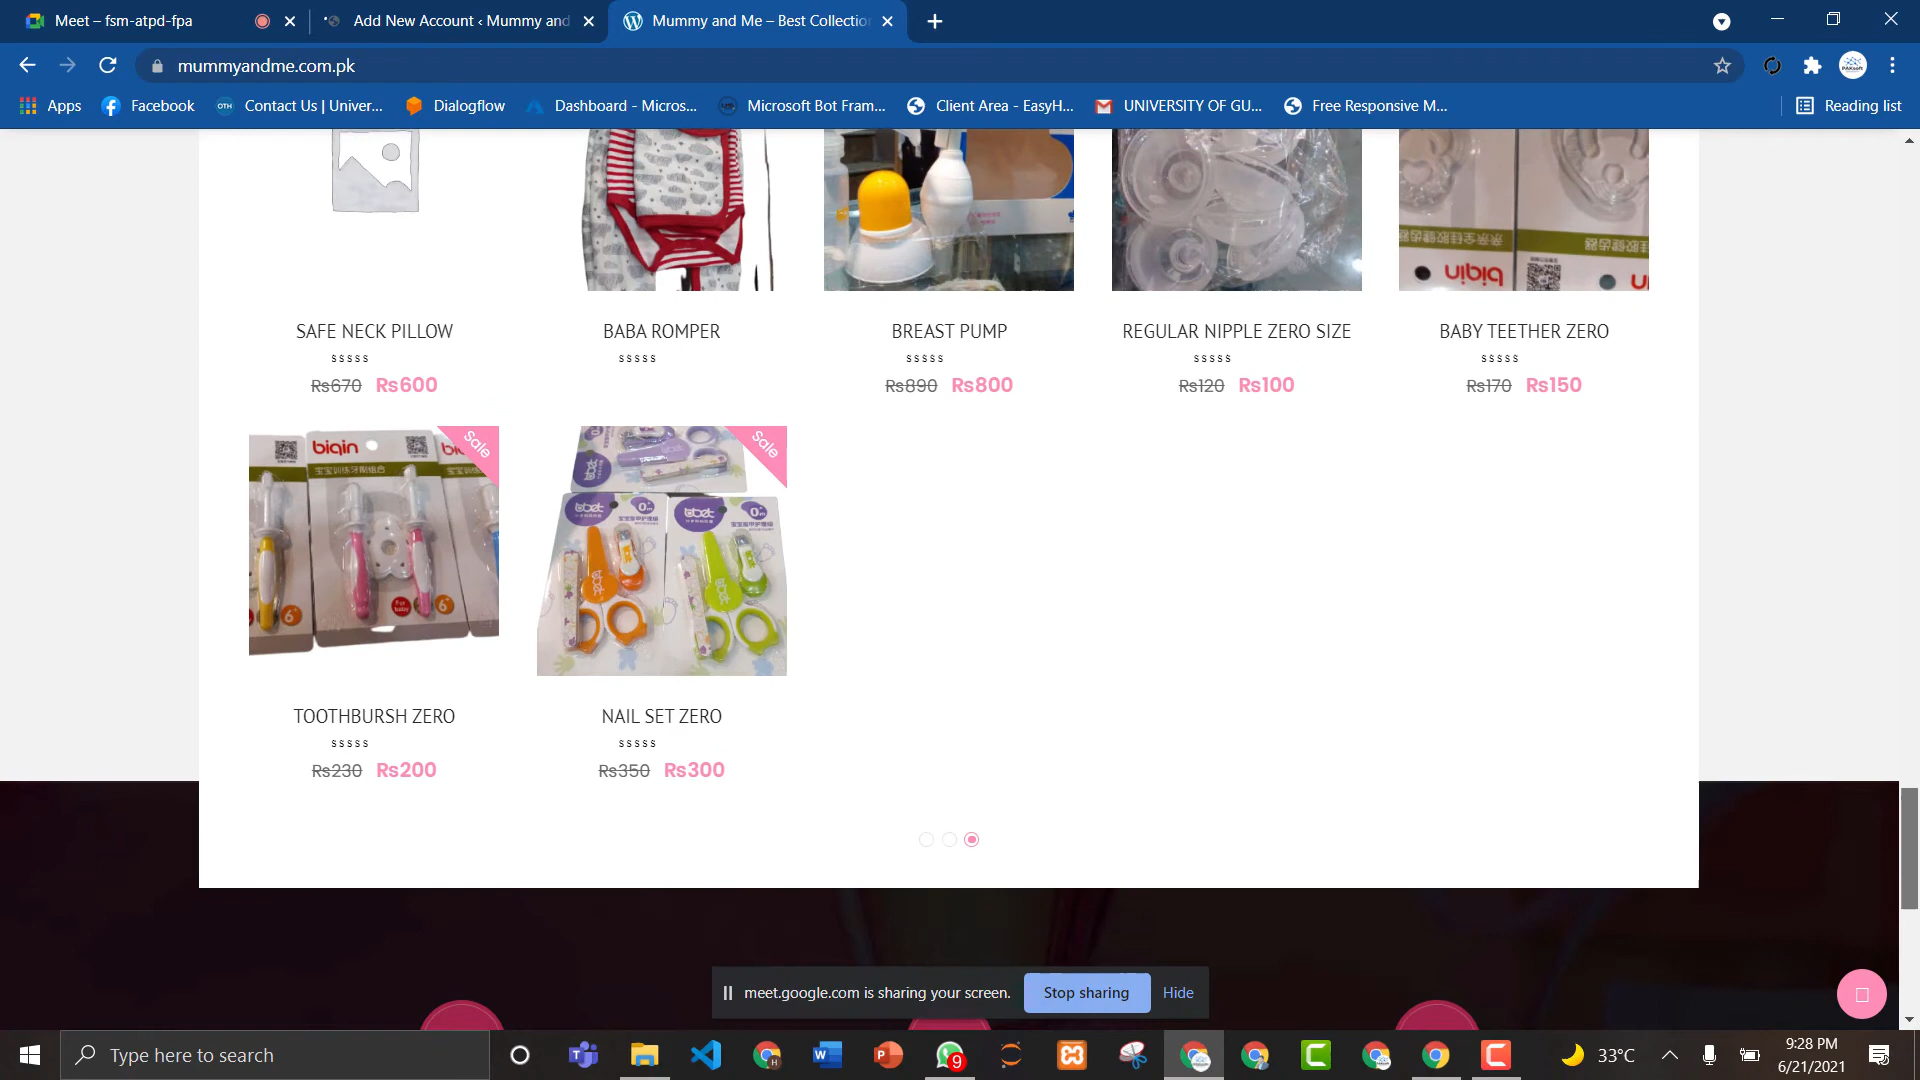 Meet – fsm-atpd-fpa
Add New Account ‹ Mummy and
Mummy and Me – Best Collectio
mummyandme.com.pk
Apps
Facebook
OTH
Contact Us | Univer...
Dialogflow
Dashboard - Micros...
Microsoft Bot Fram...
Client Area - EasyH...
UNIVERSITY OF GU...
Free Responsive M...
Reading list
biqin
SAFE NECK PILLOW
BABA ROMPER
BREAST PUMP
REGULAR NIPPLE ZERO SIZE
BABY TEETHER ZERO
sssss
sssss
sssss
sssss
sssss
Rs670 Rs600
Rs890 Rs800
Rs120 Rs100
Rs170 Rs150
Sale
Sale
biqin
TOOTHBURSH ZERO
NAIL SET ZERO
sssss
sssss
Rs230 Rs200
Rs350 Rs300
meet.google.com is sharing your screen.
Stop sharing
Hide
Type here to search
9
33°C
9:28 PM
6/21/2021